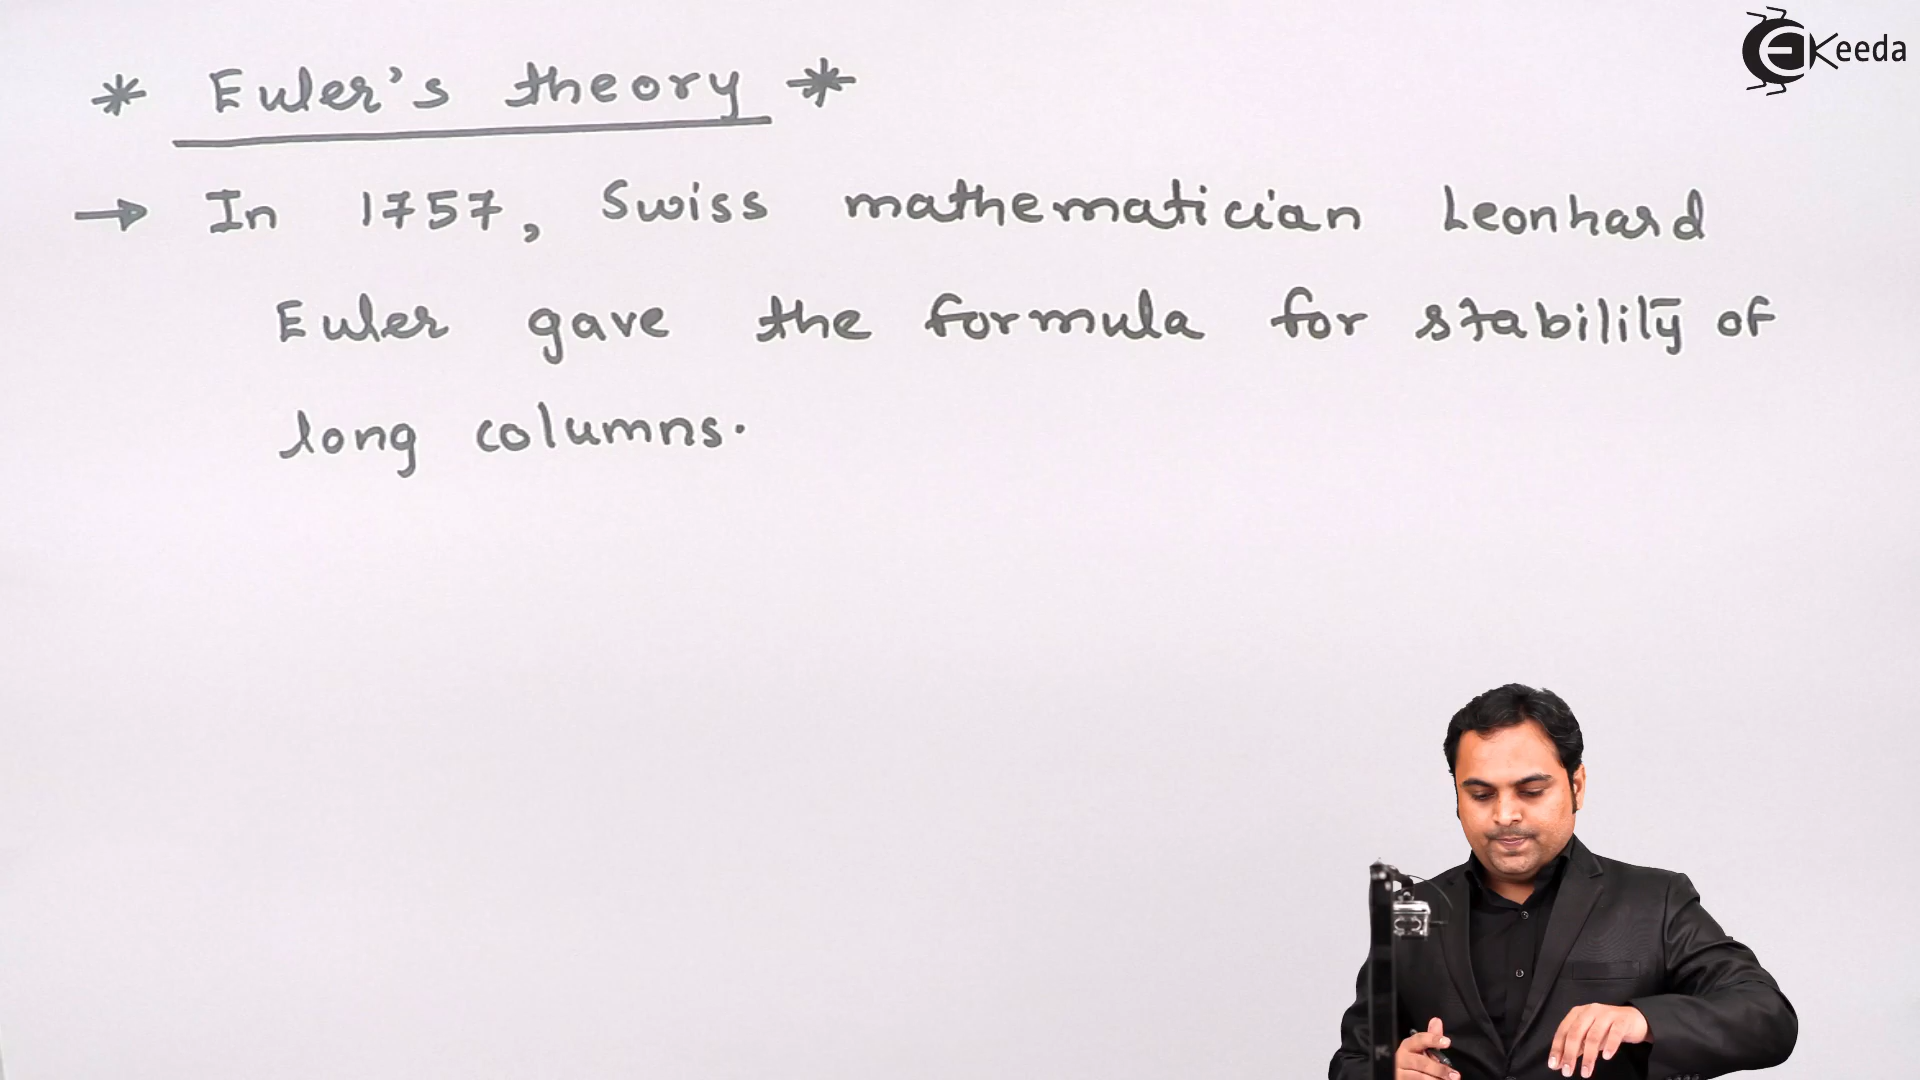 EKeeda
* Euler's theory *
→ In 1757, Swiss mathematician Leonhard
Euler gave the formula for stability of
long columns.